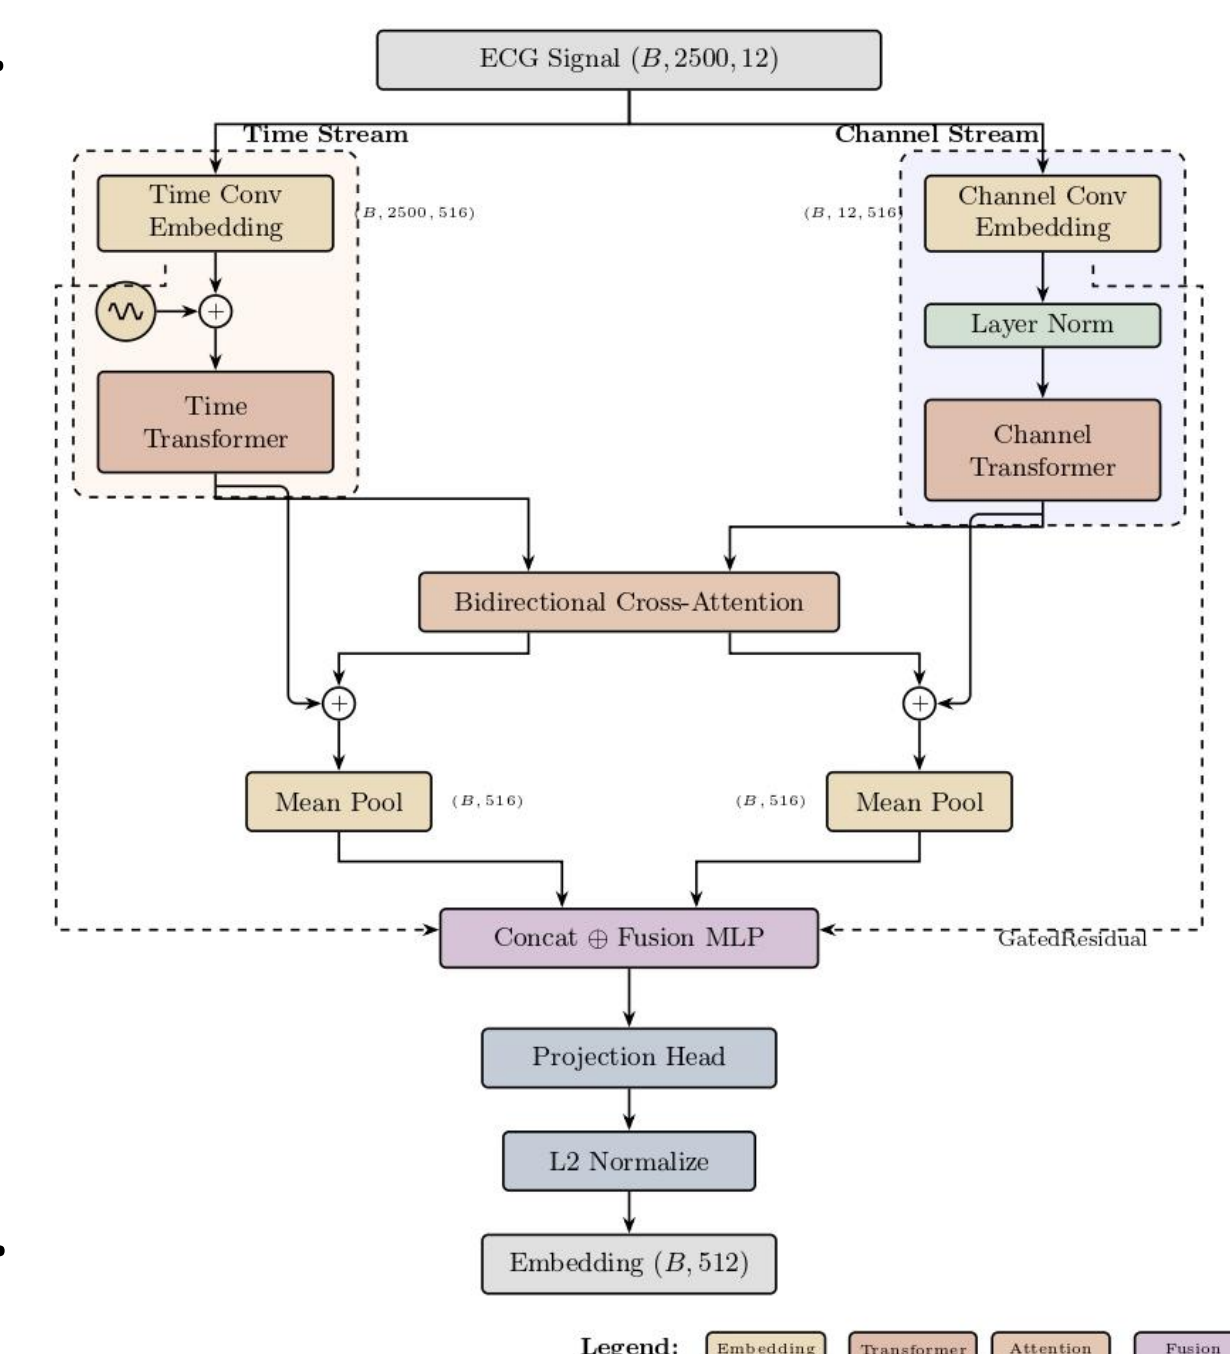 ECG Signal (B, 2500, 12)
Time Stream
Channel Stream
Time Conv
Embedding
(B, 2500, 516)
(B, 12, 516)
Channel Conv
Embedding
+
Layer Norm
Time
Transformer
Channel
Transformer
Bidirectional Cross-Attention
+
+
Mean Pool
(B, 516)
(B, 516)
Mean Pool
Concat ⊕ Fusion MLP
GatedResidual
Projection Head
L2 Normalize
Embedding (B, 512)
Legend:
Embedding
Transformer
Attention
Fusion